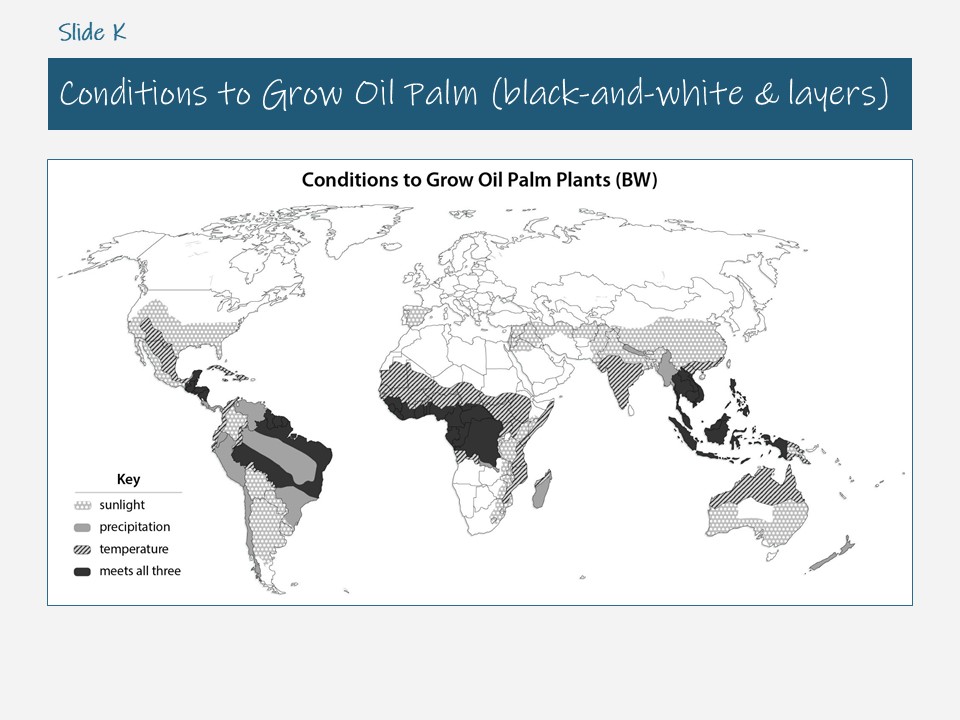 Slide K
Conditions to Grow Oil Palm (black-and-white & layers)
Conditions to Grow Oil Palm Plants (BW)
Key
sunlight
precipitation
temperature
meets all three